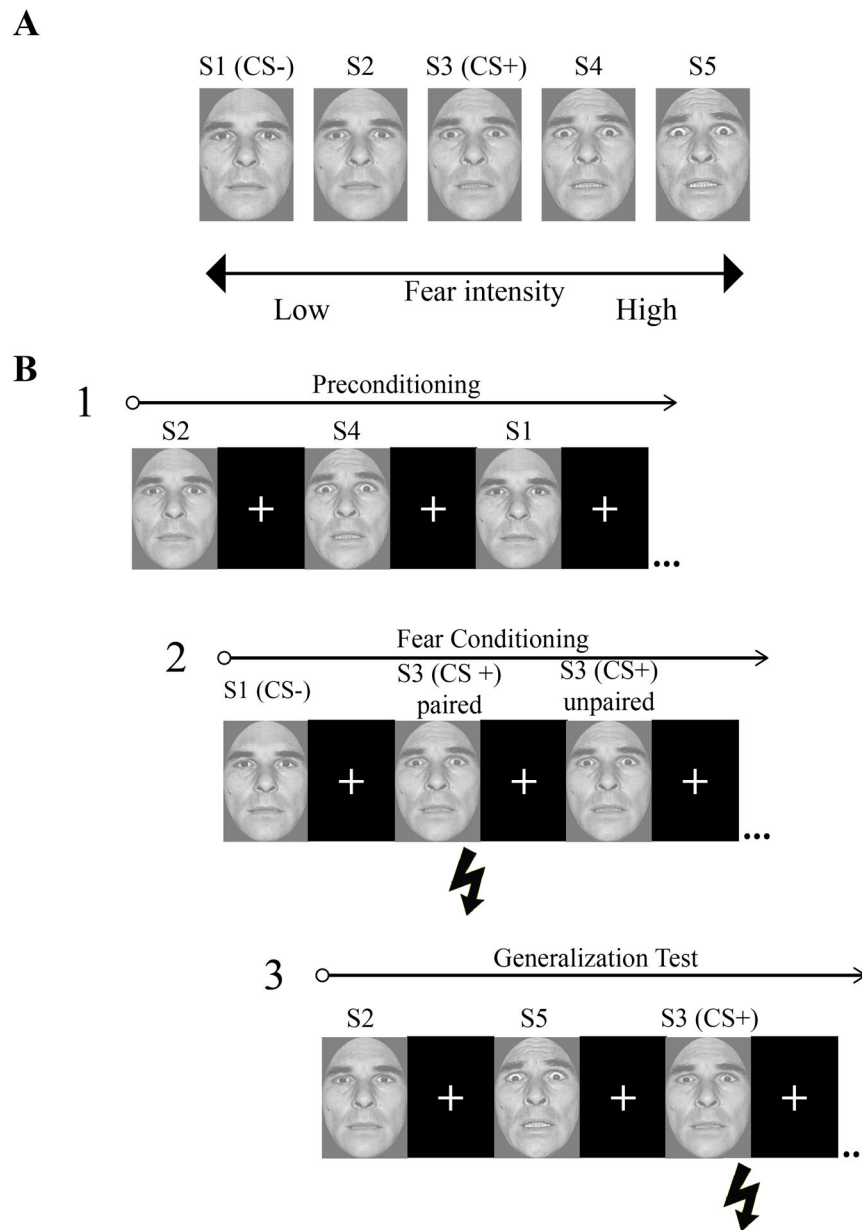 A
S1 (CS-) S2 S3 (CS+) S4 S5
Fear intensity
Low High
B
1 Preconditioning
S2 S4 S1
+ + +
...
2 Fear Conditioning
S1 (CS-) S3 (CS +) S3 (CS+)
paired unpaired
+ + +
...
3 Generalization Test
S2 S5 S3 (CS+)
+ + +
..